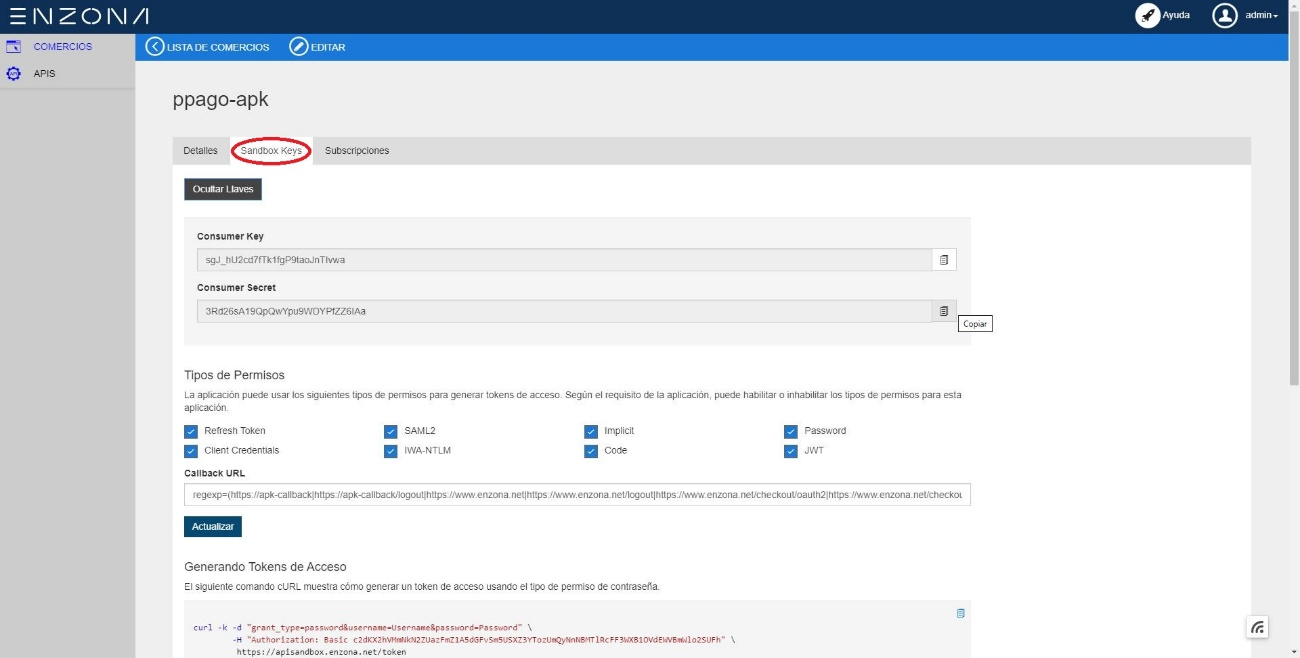 ENZONA
Ayuda
admin
COMERCIOS
APIS
LISTA DE COMERCIOS
EDITAR
ppago-apk
Detalles
Sandbox Keys
Subscripciones
Ocultar Llaves
Consumer Key
Consumer Secret
Copiar
Tipos de Permisos
La aplicación puede usar los siguientes tipos de permisos para generar tokens de acceso. Según el requisito de la aplicación, puede habilitar o inhabilitar los tipos de permisos para esta
aplicación.
Refresh Token
SAML2
Implicit
Password
Client Credentials
IWA-NTLM
Code
JWT
Callback URL
regexp=(https://apk-callback|https://apk-callback/logout|https://www.enzona.net|https://www.enzona.net/logout|https://www.enzona.net/checkout/oauth2|https://www.enzona.net/checkou
Actualizar
Generando Tokens de Acceso
El siguiente comando cURL muestra cómo generar un token de acceso usando el tipo de permiso de contraseña.
curl -k -d "grant_type=password&username=Username&password=Password" \
-H "Authorization: Basic
https://apisandbox.enzona.net/token